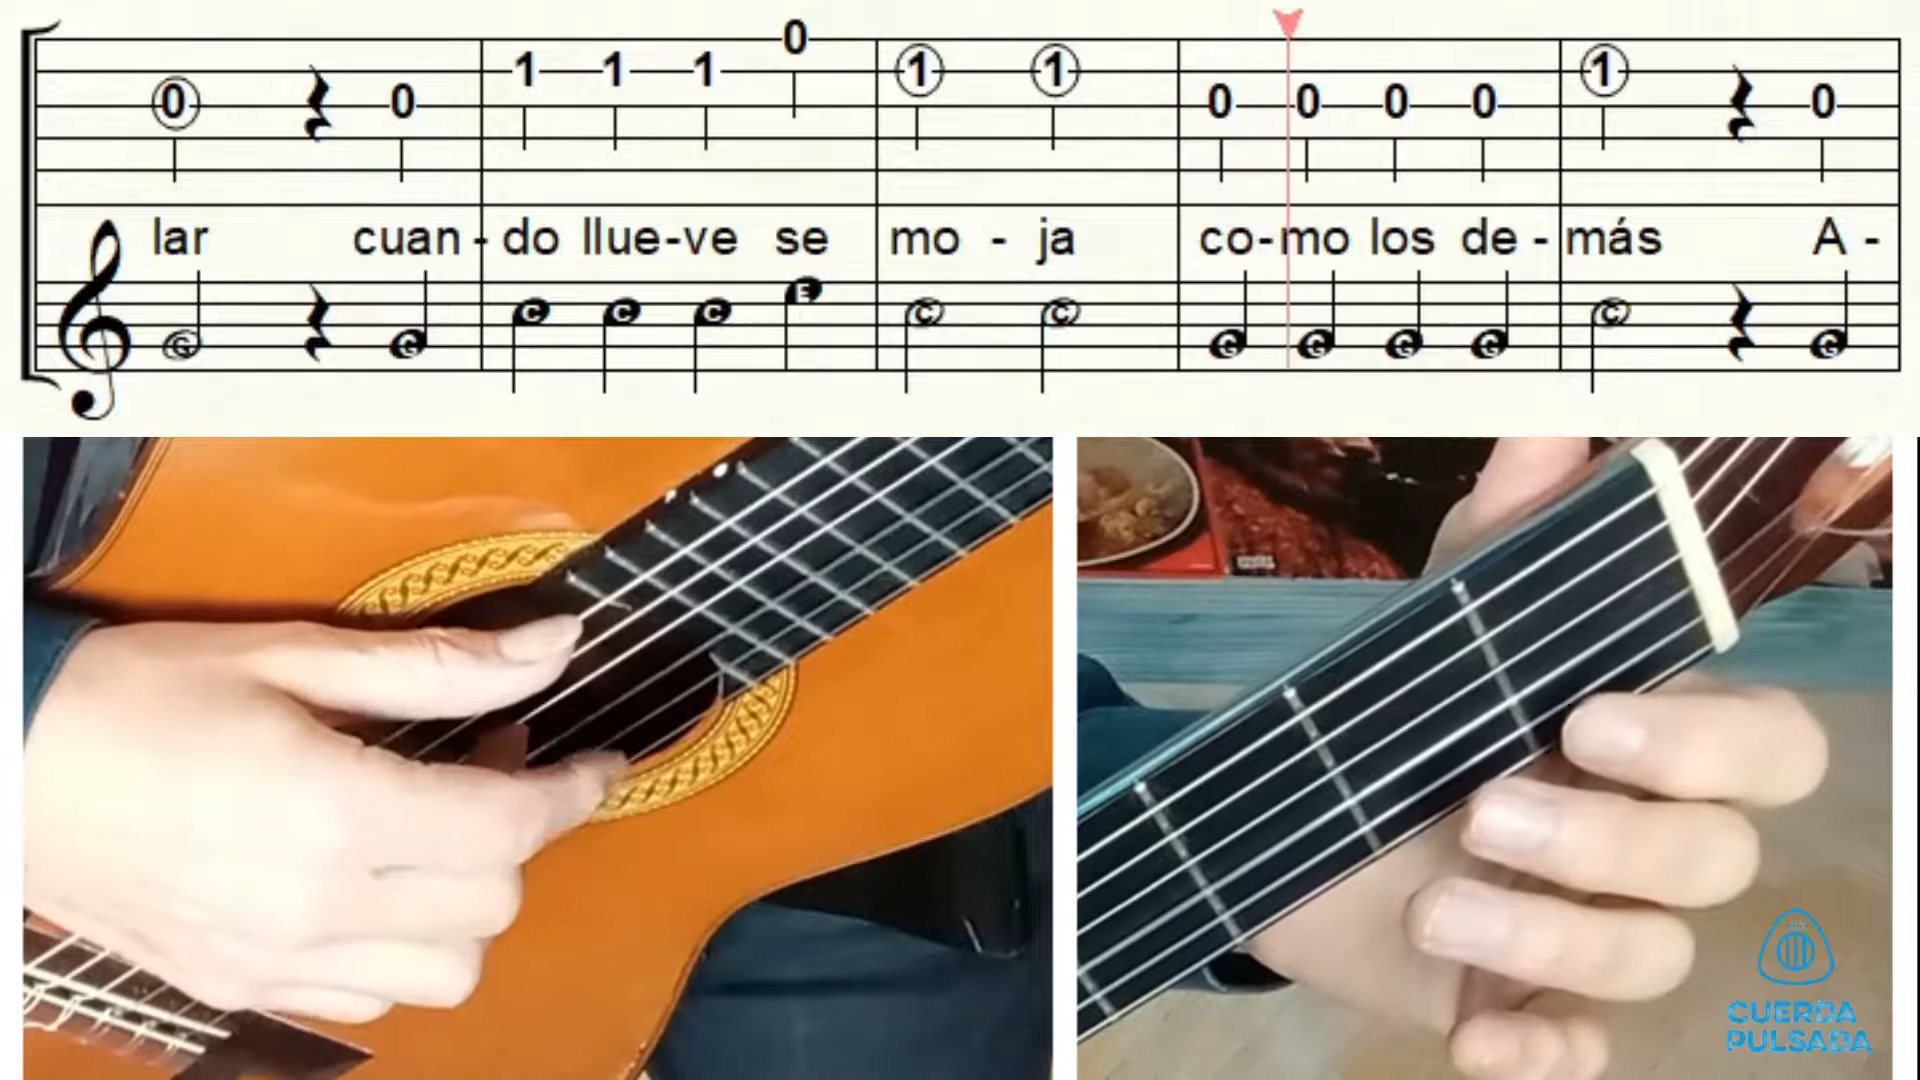 0 0 1 1 1 0 1 1 0 0 0 0 1 0
lar cuan - do llue-ve se mo - ja co-mo los de - más A -
G G C C C E C C G G G G C G
CUERDA
PULSADA